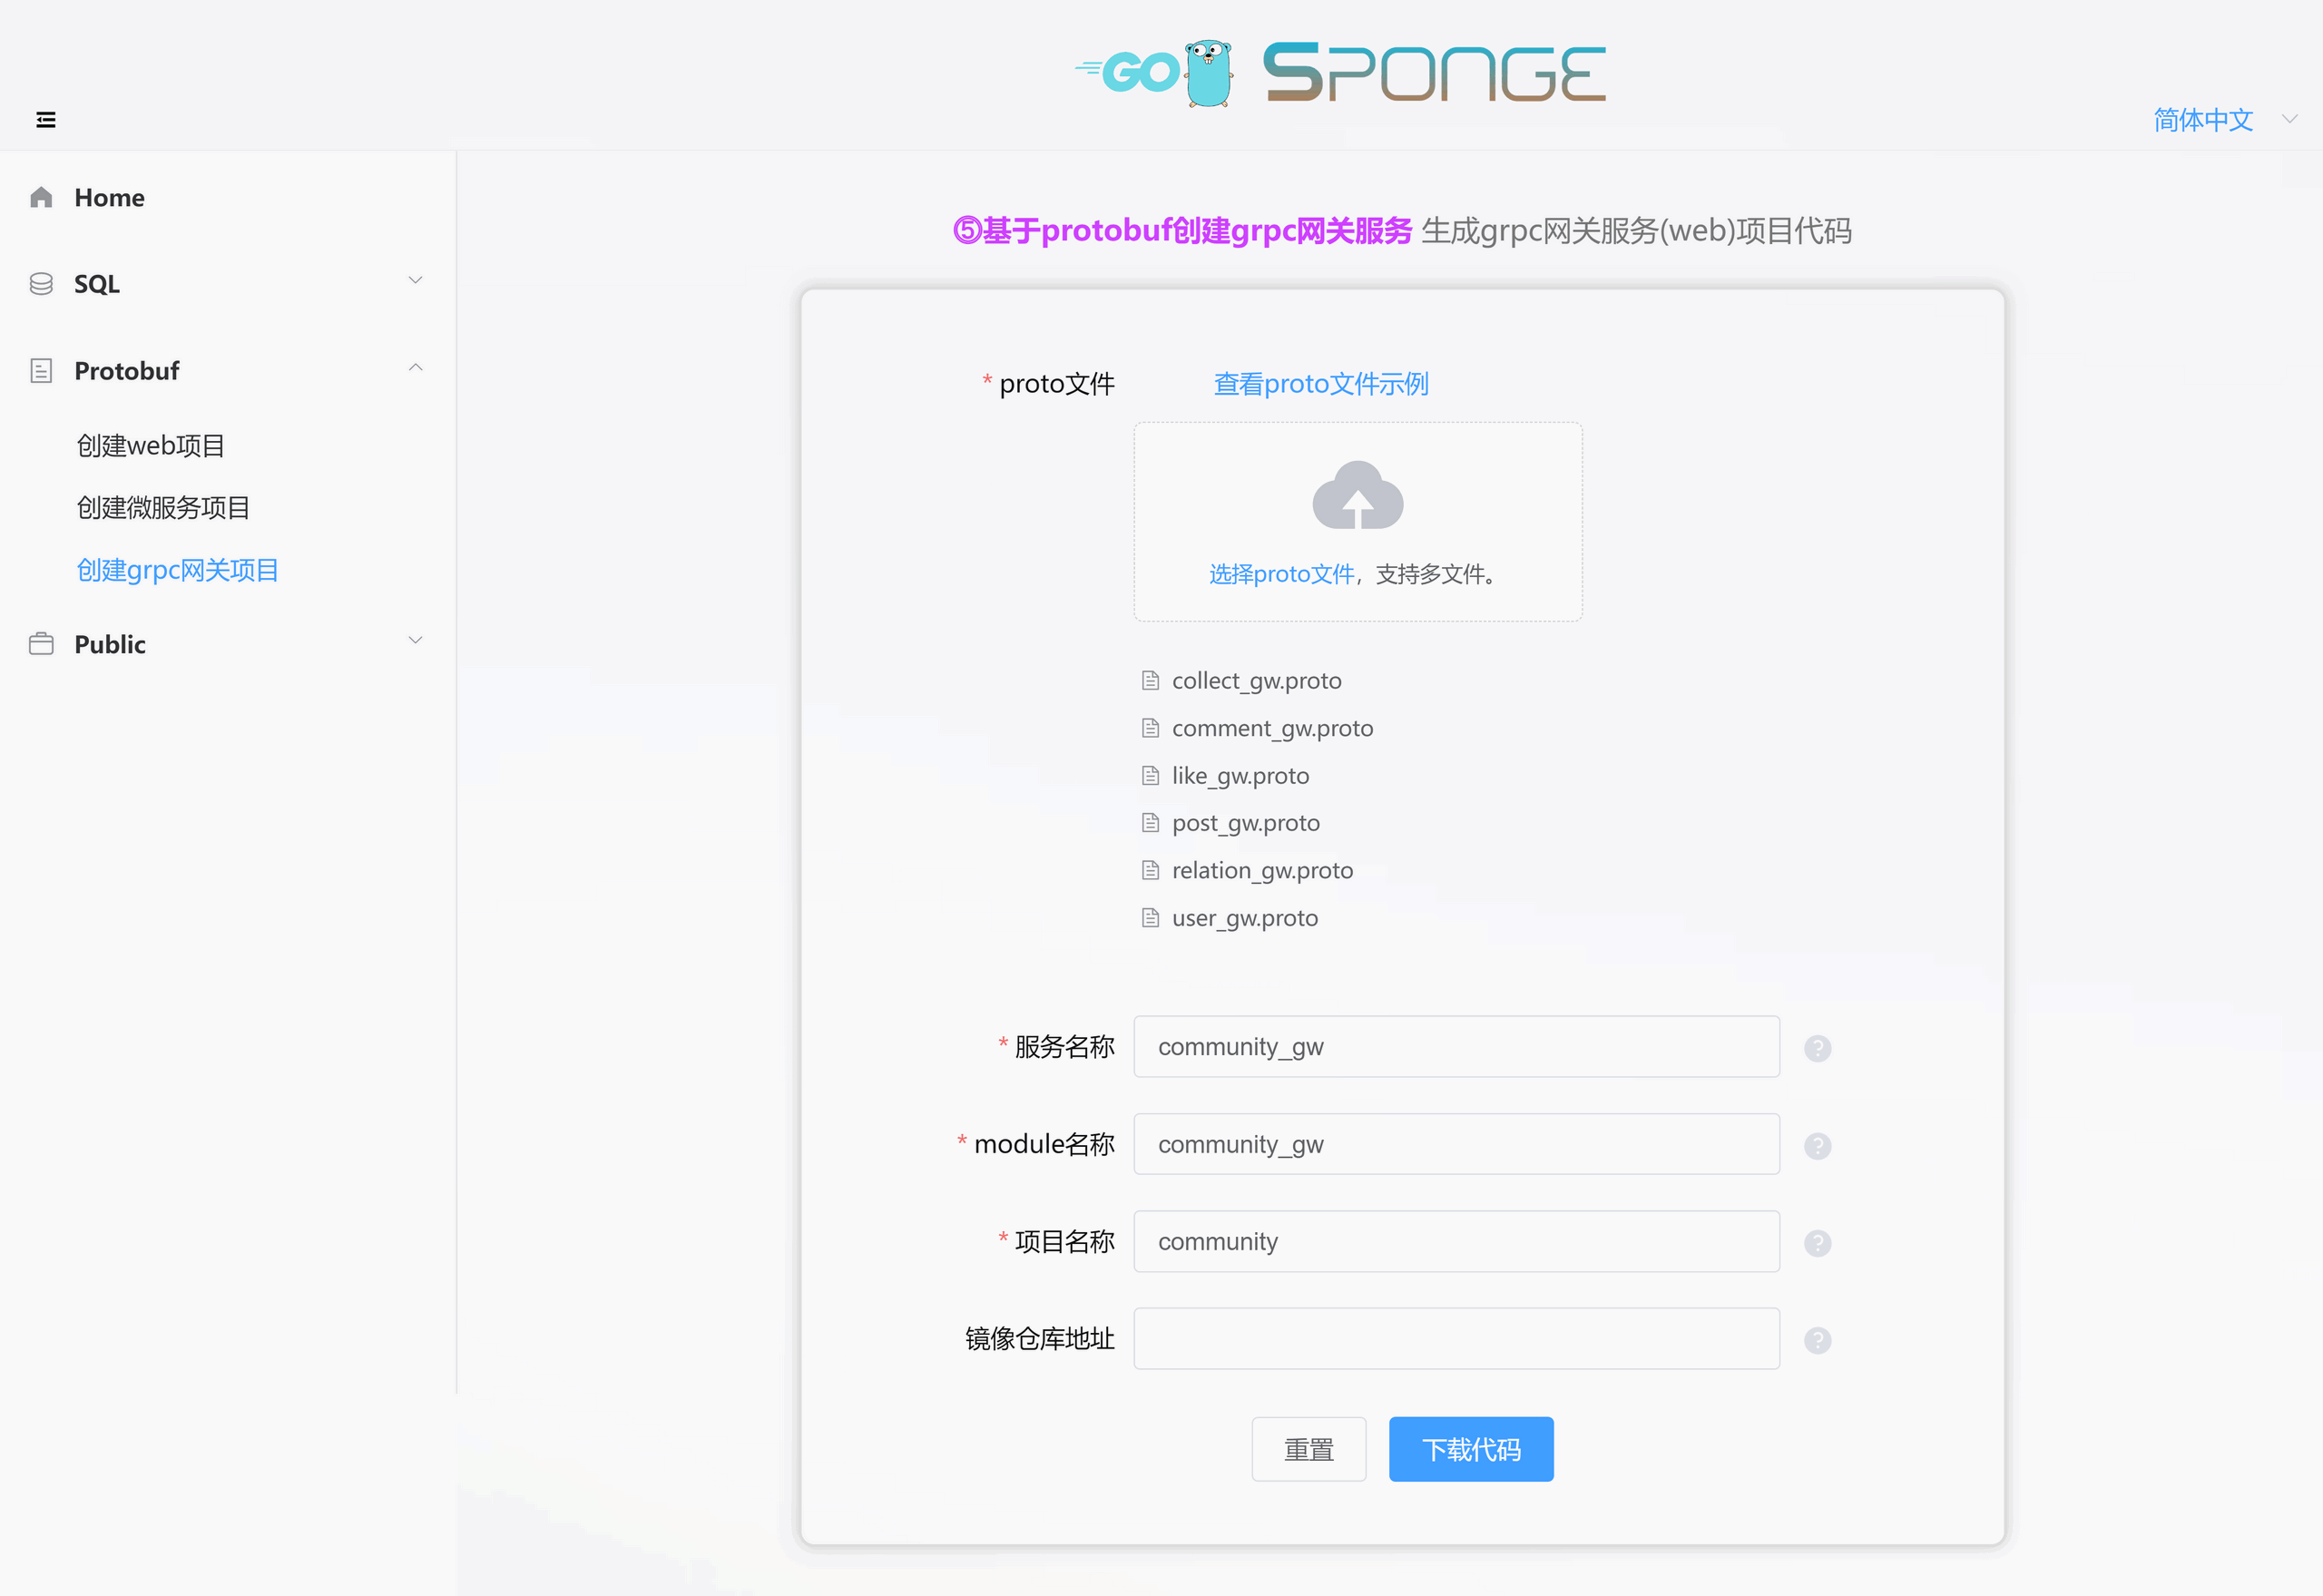 GO SPONGE
简体中文
Home
SQL
Protobuf
创建web项目
创建微服务项目
创建grpc网关项目
Public
⑤基于protobuf创建grpc网关服务 生成grpc网关服务(web)项目代码
* proto文件 查看proto文件示例
选择proto文件，支持多文件。
collect_gw.proto
comment_gw.proto
like_gw.proto
post_gw.proto
relation_gw.proto
user_gw.proto
* 服务名称 community_gw ?
* module名称 community_gw ?
* 项目名称 community ?
镜像仓库地址 ?
重置 下载代码